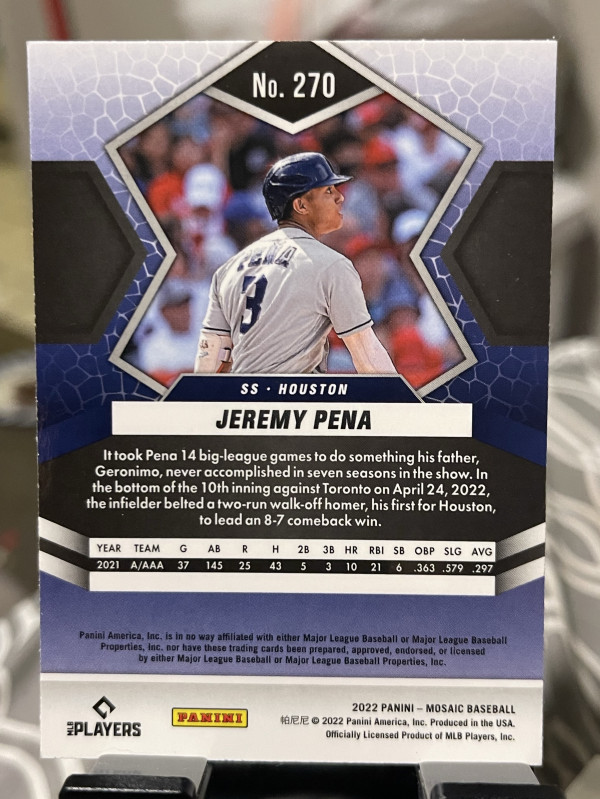 No. 270
PENA
3
SS · HOUSTON
JEREMY PENA
It took Pena 14 big-league games to do something his father,
Geronimo, never accomplished in seven seasons in the show. In
the bottom of the 10th inning against Toronto on April 24, 2022,
the infielder belted a two-run walk-off homer, his first for Houston,
to lead an 8-7 comeback win.
YEAR TEAM G AB R H 2B 3B HR RBI SB OBP SLG AVG
2021 A/AAA 37 145 25 43 5 3 10 21 6 .363 .579 .297
Panini America, Inc. is in no way affiliated with either Major League Baseball or Major League Baseball
Properties, Inc. nor have these trading cards been prepared, approved, endorsed, or licensed
by either Major League Baseball or Major League Baseball Properties, Inc.
MLB PLAYERS
PANINI
2022 PANINI – MOSAIC BASEBALL
帕尼尼 © 2022 Panini America, Inc. Produced in the USA.
Officially Licensed Product of MLB Players, Inc.